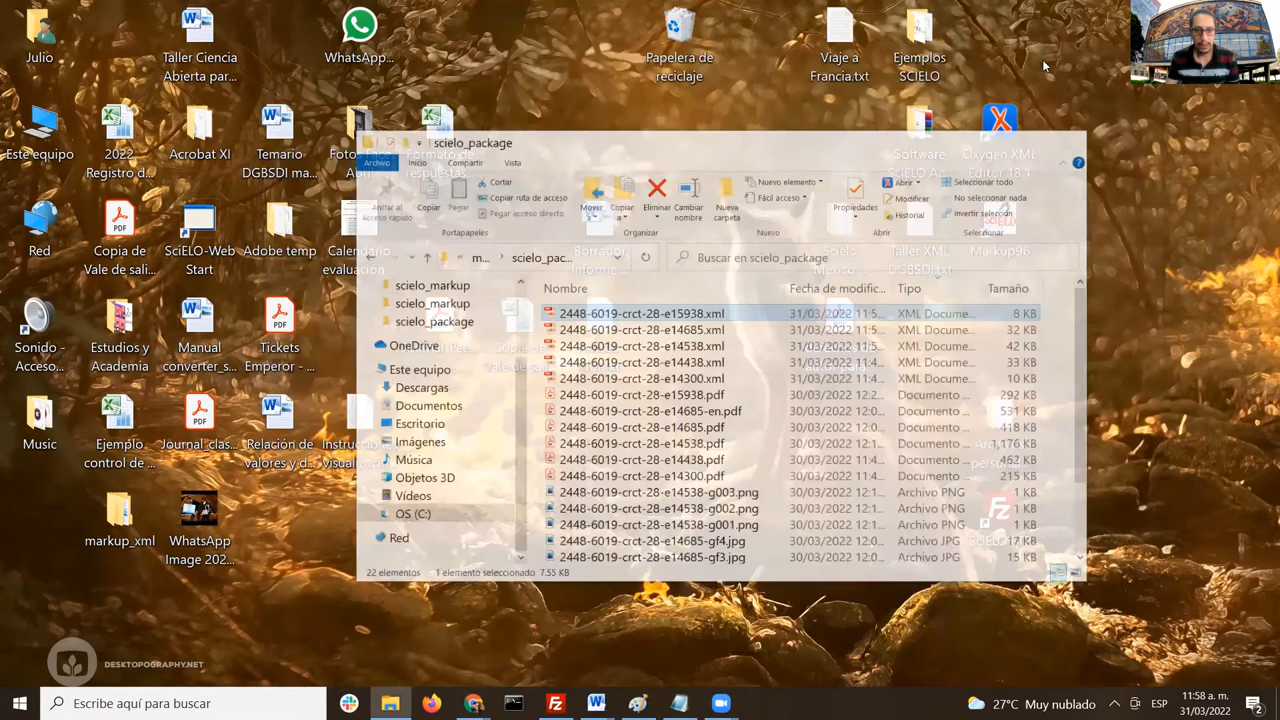 Julio
Taller Ciencia
Abierta par...
WhatsApp...
Papelera de
reciclaje
Viaje a
Francia.txt
Ejemplos
SCIELO
Este equipo
2022
Registro d...
Acrobat XI
Temario
DGBSDI ma...
Oxygen XML
Editor 18.1
Red
Copia de
Vale de sali...
SciELO-Web
Start
Adobe temp
Calendario
evaluación
Taller XML
DGBSDI.txt
Markup96
Sonido -
Acceso...
Estudios y
Academia
Manual
converter_s...
Tickets
Emperor - ...
Music
Ejemplo
control de ...
Journal_clas...
Relación de
valores y d...
markup_xml
WhatsApp
Image 202...
scielo_package
Archivo
Inicio
Compartir
Vista
Anclar al
Acceso rápido
Copiar
Pegar
Cortar
Copiar ruta de acceso
Pegar acceso directo
Portapapeles
Mover
Copiar
Eliminar
Cambiar
nombre
Organizar
Nueva
carpeta
Nuevo elemento
Fácil acceso
Nuevo
Propiedades
Abrir
Modificar
Historial
Abrir
Seleccionar todo
No seleccionar nada
Invertir selección
Seleccionar
m... › scielo_pac...
Buscar en scielo_package
scielo_markup
scielo_markup
scielo_package
OneDrive
Este equipo
Descargas
Documentos
Escritorio
Imágenes
Música
Objetos 3D
Vídeos
OS (C:)
Red
Nombre Fecha de modific... Tipo Tamaño
2448-6019-crct-28-e15938.xml 31/03/2022 11:5... XML Docume... 8 KB
2448-6019-crct-28-e14685.xml 31/03/2022 11:5... XML Docume... 32 KB
2448-6019-crct-28-e14538.xml 31/03/2022 11:5... XML Docume... 42 KB
2448-6019-crct-28-e14438.xml 31/03/2022 11:4... XML Docume... 33 KB
2448-6019-crct-28-e14300.xml 31/03/2022 11:4... XML Docume... 10 KB
2448-6019-crct-28-e15938.pdf 30/03/2022 12:2... Documento ... 292 KB
2448-6019-crct-28-e14685-en.pdf 30/03/2022 12:0... Documento ... 531 KB
2448-6019-crct-28-e14685.pdf 30/03/2022 12:0... Documento ... 418 KB
2448-6019-crct-28-e14538.pdf 30/03/2022 12:1... Documento ... 1,176 KB
2448-6019-crct-28-e14438.pdf 30/03/2022 11:4... Documento ... 462 KB
2448-6019-crct-28-e14300.pdf 30/03/2022 11:4... Documento ... 215 KB
2448-6019-crct-28-e14538-g003.png 30/03/2022 12:1... Archivo PNG 1 KB
2448-6019-crct-28-e14538-g002.png 30/03/2022 12:1... Archivo PNG 1 KB
2448-6019-crct-28-e14538-g001.png 30/03/2022 12:1... Archivo PNG 1 KB
2448-6019-crct-28-e14685-gf4.jpg 30/03/2022 12:0... Archivo JPG 17 KB
2448-6019-crct-28-e14685-gf3.jpg 30/03/2022 12:0... Archivo JPG 15 KB
22 elementos 1 elemento seleccionado 7.55 KB
DESKTOPOGRAPHY.NET
Escribe aquí para buscar
27°C Muy nublado
ESP
11:58 a. m.
31/03/2022
2